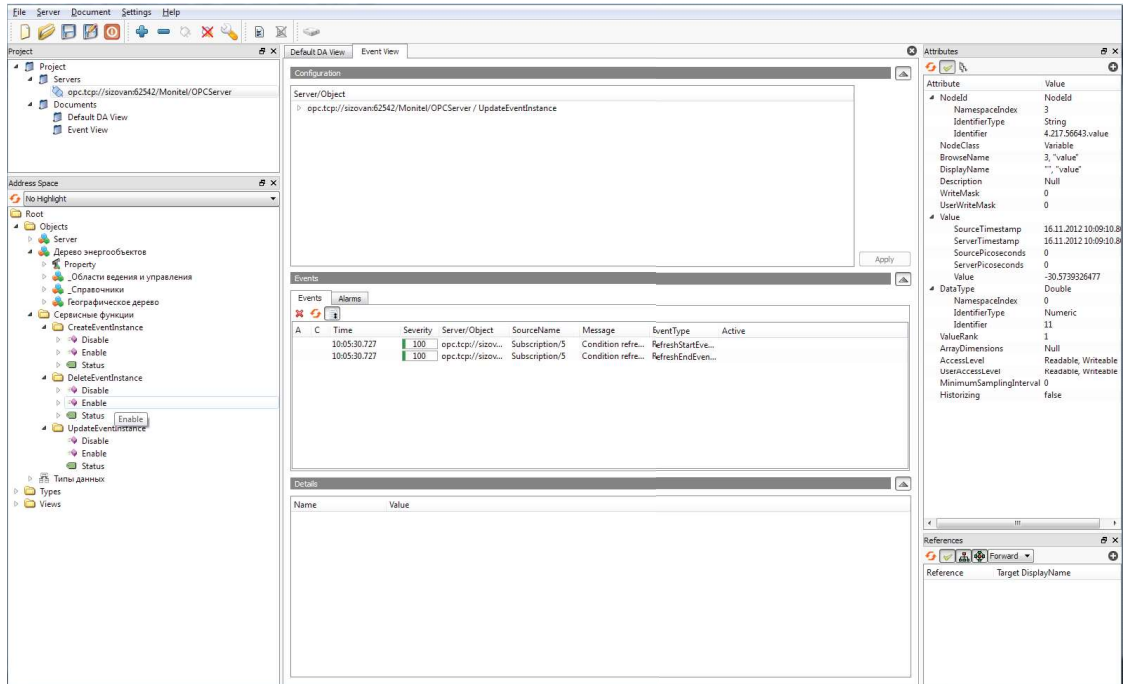 File Server Document Settings Help
Project
Project
Servers
opc.tcp://sizovan:62542/Monitel/OPCServer
Documents
Default DA View
Event View
Address Space
No Highlight
Root
Objects
Server
Дерево энергообъектов
Property
_Области ведения и управления
_Справочники
Географическое дерево
Сервисные функции
CreateEventInstance
Disable
Enable
Status
DeleteEventInstance
Disable
Enable
Status
Enable
UpdateEventInstance
Disable
Enable
Status
Типы данных
Types
Views
Default DA View Event View
Configuration
Server/Object
opc.tcp://sizovan:62542/Monitel/OPCServer / UpdateEventInstance
Apply
Events
Events Alarms
A C Time Severity Server/Object SourceName Message EventType Active
10:05:30.727 100 opc.tcp://sizov... Subscription/5 Condition refre... RefreshStartEve...
10:05:30.727 100 opc.tcp://sizov... Subscription/5 Condition refre... RefreshEndEven...
Details
Name Value
Attributes
Attribute Value
NodeId NodeId
NamespaceIndex 3
IdentifierType String
Identifier 4.217.56643.value
NodeClass Variable
BrowseName 3, "value"
DisplayName "", "value"
Description Null
WriteMask 0
UserWriteMask 0
Value
SourceTimestamp 16.11.2012 10:09:10.8
ServerTimestamp 16.11.2012 10:09:10.8
SourcePicoseconds 0
ServerPicoseconds 0
Value -30.5739326477
DataType Double
NamespaceIndex 0
IdentifierType Numeric
Identifier 11
ValueRank 1
ArrayDimensions Null
AccessLevel Readable, Writeable
UserAccessLevel Readable, Writeable
MinimumSamplingInterval 0
Historizing false
References
Forward
Reference Target DisplayName